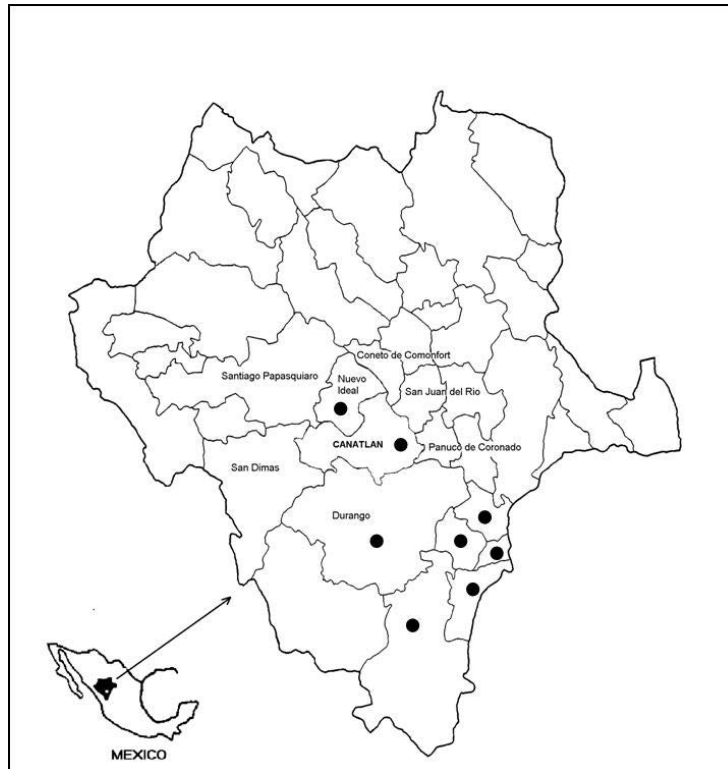 Coneto de Comonfort
Santiago Papasquiaro
Nuevo
Ideal
San Juan del Rio
CANATLAN
Panuco de Coronado
San Dimas
Durango
MEXICO